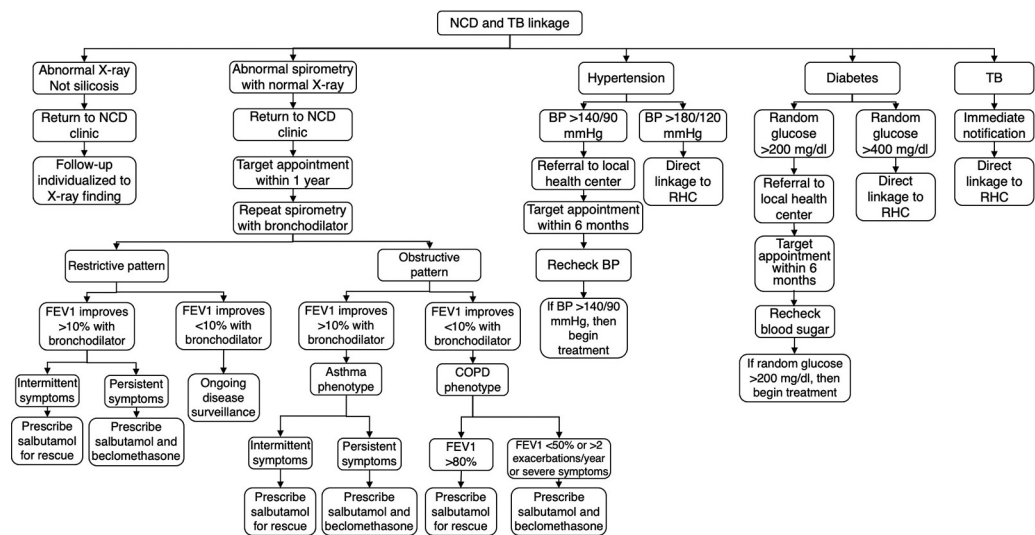 NCD and TB linkage
Abnormal X-ray
Not silicosis
Return to NCD
clinic
Follow-up
individualized to
X-ray finding
Abnormal spirometry
with normal X-ray
Return to NCD
clinic
Target appointment
within 1 year
Repeat spirometry
with bronchodilator
Restrictive pattern
FEV1 improves
>10% with
bronchodilator
Intermittent
symptoms
Prescribe
salbutamol
for rescue
Persistent
symptoms
Prescribe
salbutamol and
beclomethasone
FEV1 improves
<10% with
bronchodilator
Ongoing
disease
surveillance
Obstructive
pattern
FEV1 improves
>10% with
bronchodilator
Asthma
phenotype
Intermittent
symptoms
Prescribe
salbutamol
for rescue
Persistent
symptoms
Prescribe
salbutamol and
beclomethasone
FEV1 improves
<10% with
bronchodilator
COPD
phenotype
FEV1
>80%
Prescribe
salbutamol
for rescue
FEV1 <50% or >2
exacerbations/year
or severe symptoms
Prescribe
salbutamol and
beclomethasone
Hypertension
BP >140/90
mmHg
Referral to local
health center
Target appointment
within 6 months
Recheck BP
If BP >140/90
mmHg, then
begin
treatment
BP >180/120
mmHg
Direct
linkage to
RHC
Diabetes
Random
glucose
>200 mg/dl
Referral to
local health
center
Target
appointment
within 6
months
Recheck
blood sugar
If random glucose
>200 mg/dl, then
begin treatment
Random
glucose
>400 mg/dl
Direct
linkage to
RHC
TB
Immediate
notification
Direct
linkage to
RHC